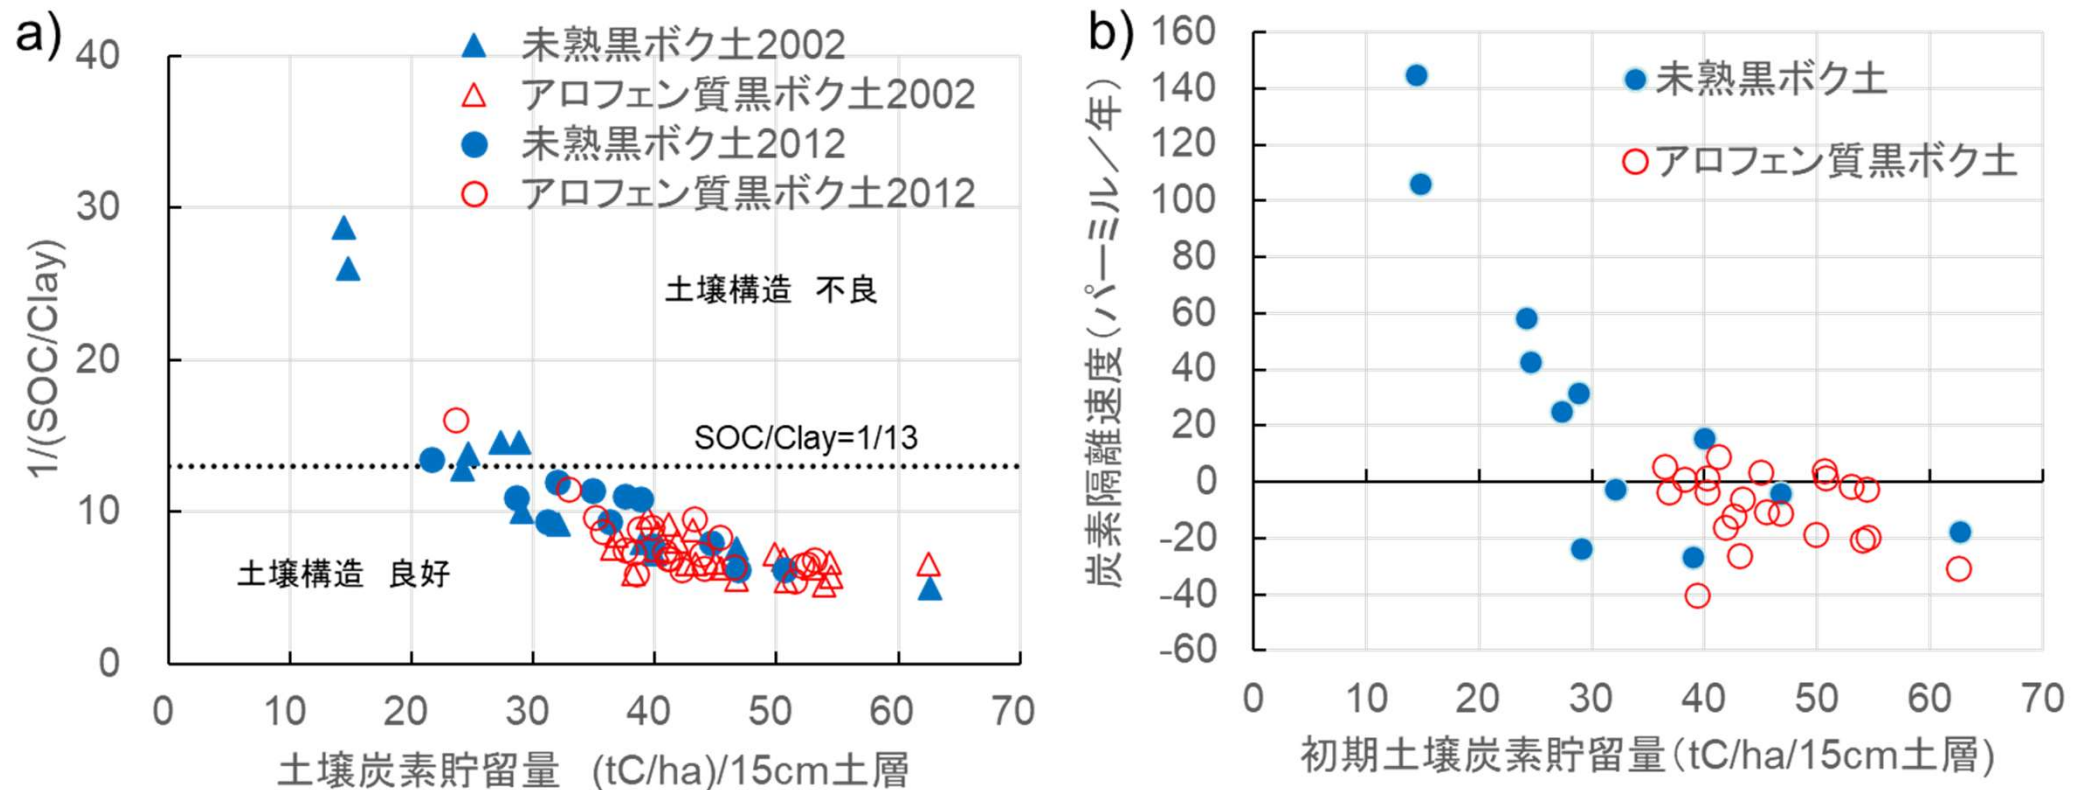 a)
40
30
20
10
0
1/(SOC/Clay)
未熟黒ボク土2002
アロフェン質黒ボク土2002
未熟黒ボク土2012
アロフェン質黒ボク土2012
土壌構造 不良
SOC/Clay=1/13
土壌構造 良好
0 10 20 30 40 50 60 70
土壌炭素貯留量 (tC/ha)/15cm土層
b)
160
140
120
100
80
60
40
20
0
-20
-40
-60
炭素隔離速度(パーミル/年)
未熟黒ボク土
アロフェン質黒ボク土
0 10 20 30 40 50 60 70
初期土壌炭素貯留量(tC/ha/15cm土層)